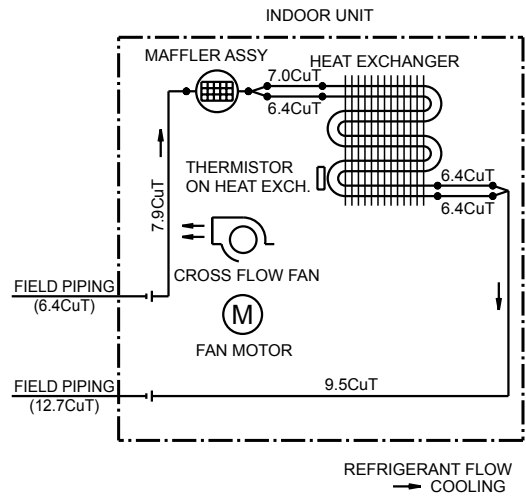 INDOOR UNIT
MAFFLER ASSY
HEAT EXCHANGER
7.0CuT
6.4CuT
THERMISTOR
ON HEAT EXCH.
6.4CuT
6.4CuT
7.9CuT
CROSS FLOW FAN
FIELD PIPING
(6.4CuT)
M
FAN MOTOR
FIELD PIPING
(12.7CuT)
9.5CuT
REFRIGERANT FLOW
COOLING